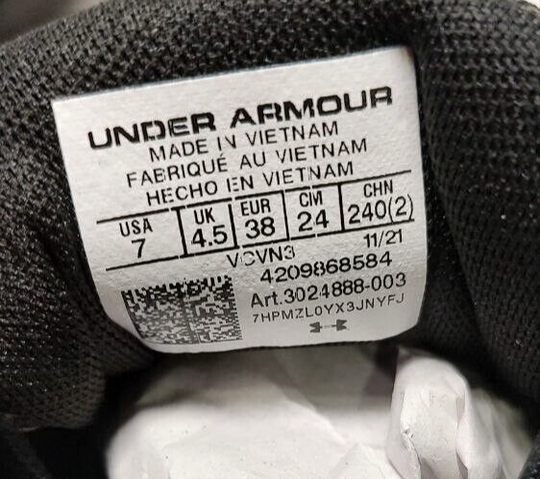 UNDER ARMOUR
MADE IN VIETNAM
FABRIQUÉ AU VIETNAM
HECHO EN VIETNAM
USA UK EUR CM CHN
7 4.5 38 24 240(2)
VCVN3 11/21
4209868584
Art.3024888-003
7HPMZL0YX3JNYFJ